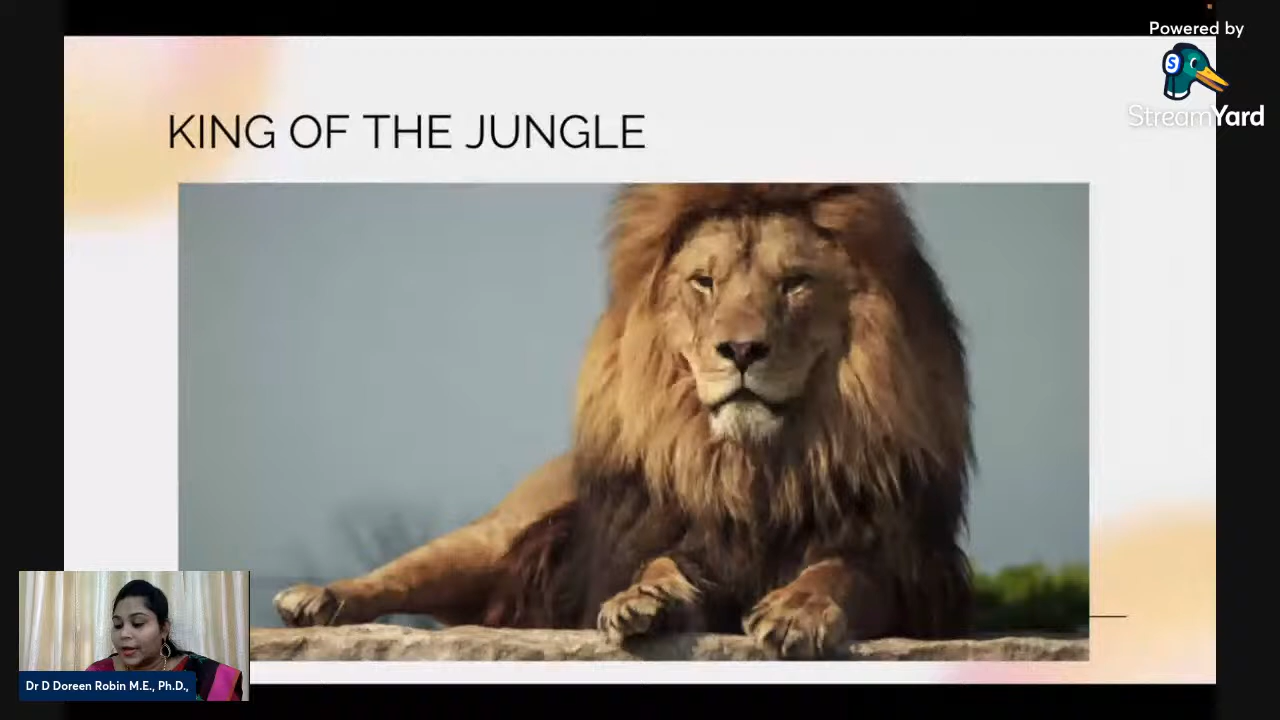 Powered by
S
StreamYard
KING OF THE JUNGLE
Dr D Doreen Robin M.E., Ph.D.,